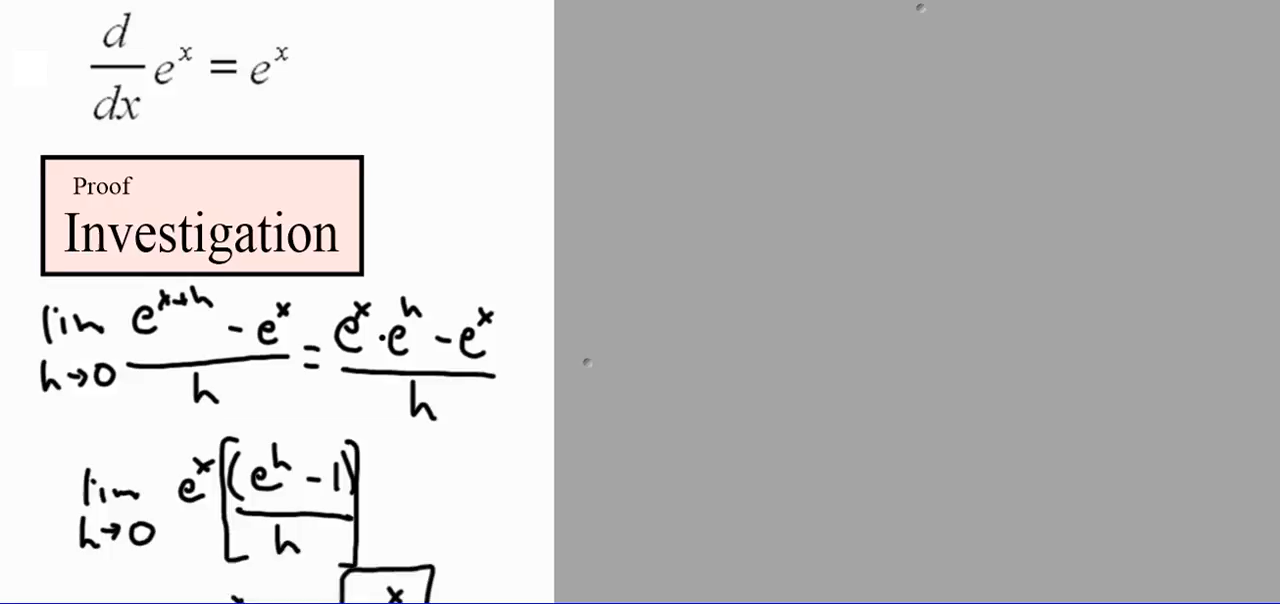 d/dx e^x = e^x
Proof
Investigation
lim h→0 (e^(x+h) - e^x)/h = (e^x · e^h - e^x)/h
lim h→0 e^x [(e^h - 1)/h]
x x